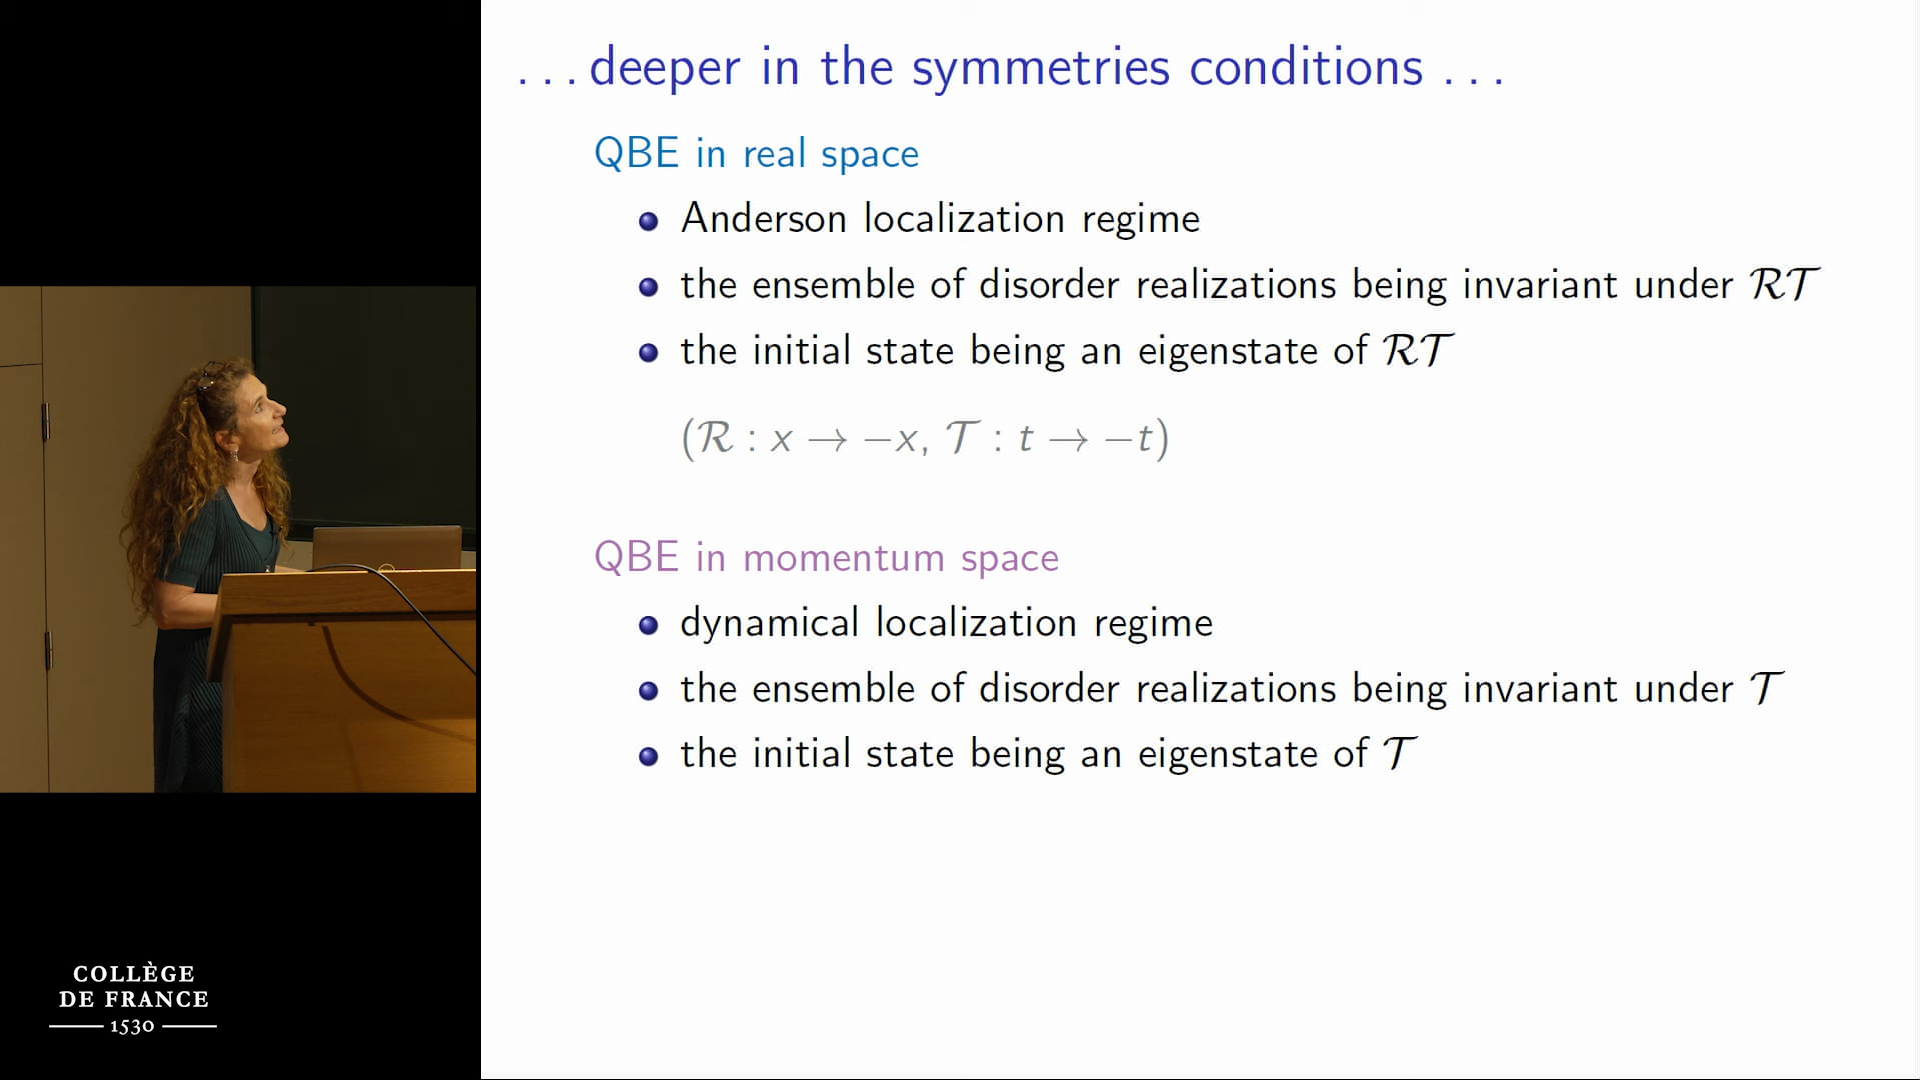 . . . deeper in the symmetries conditions . . .
QBE in real space
Anderson localization regime
the ensemble of disorder realizations being invariant under ℛ𝒯
the initial state being an eigenstate of ℛ𝒯
(ℛ : x → −x, 𝒯 : t → −t)
QBE in momentum space
dynamical localization regime
the ensemble of disorder realizations being invariant under 𝒯
the initial state being an eigenstate of 𝒯
COLLÈGE
DE FRANCE
1530